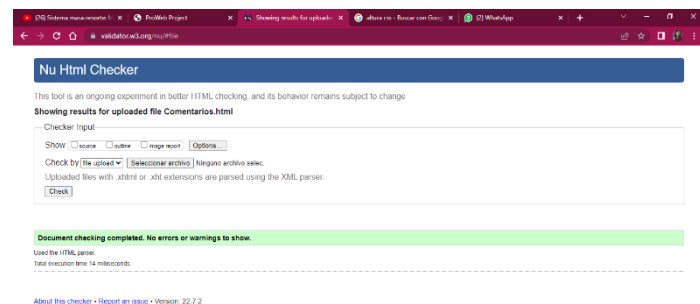 (26) Sistema masa-resorte: M
ProWeb Project
Showing results for uploaded
altura css - Buscar con Goog
(2) WhatsApp
validator.w3.org/nu/#file
Nu Html Checker
This tool is an ongoing experiment in better HTML checking, and its behavior remains subject to change
Showing results for uploaded file Comentarios.html
Checker Input
Show source outline image report Options...
Check by file upload Seleccionar archivo Ninguno archivo selec.
Uploaded files with .xhtml or .xht extensions are parsed using the XML parser.
Check
Document checking completed. No errors or warnings to show.
Used the HTML parser.
Total execution time 14 milliseconds.
About this checker • Report an issue • Version: 22.7.2